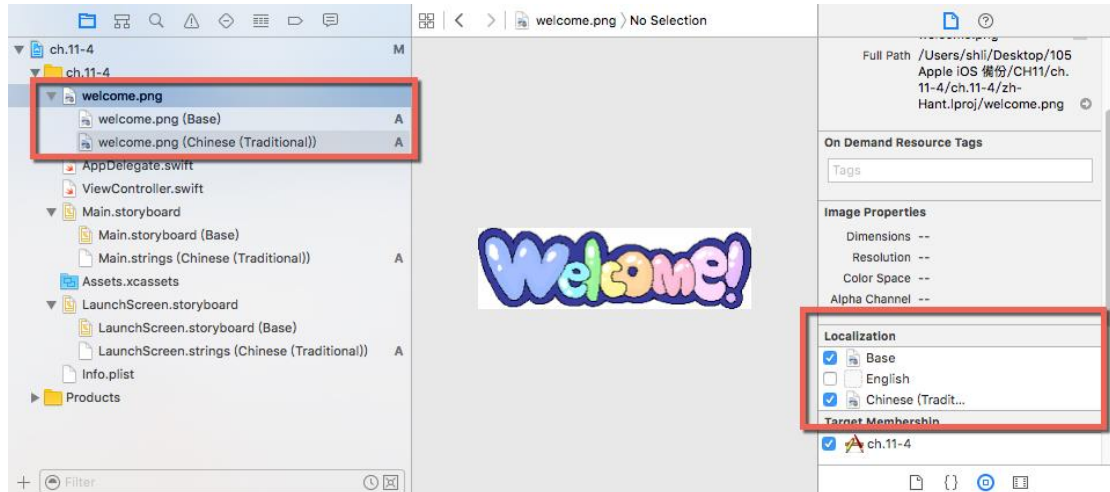 welcome.png 〉No Selection
ch.11-4 M
ch.11-4
welcome.png
welcome.png (Base) A
welcome.png (Chinese (Traditional)) A
AppDelegate.swift
ViewController.swift
Main.storyboard
Main.storyboard (Base)
Main.strings (Chinese (Traditional)) A
Assets.xcassets
LaunchScreen.storyboard
LaunchScreen.storyboard (Base)
LaunchScreen.strings (Chinese (Traditional)) A
Info.plist
Products
Filter
Welcome!
Full Path /Users/shli/Desktop/105
Apple iOS 備份/CH11/ch.
11-4/ch.11-4/zh-
Hant.lproj/welcome.png
On Demand Resource Tags
Tags
Image Properties
Dimensions --
Resolution --
Color Space --
Alpha Channel --
Localization
Base
English
Chinese (Tradit...
Target Membership
ch.11-4